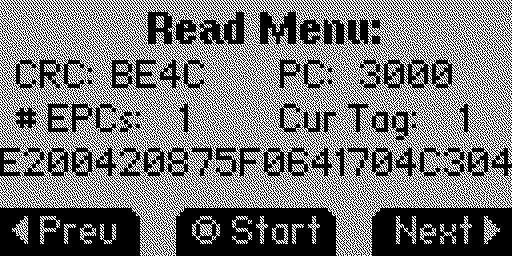 Read Menu:
CRC: BE4C PC: 3000
# EPCs: 1 Cur Tag: 1
E200420875F0641704C304
Prev Start Next